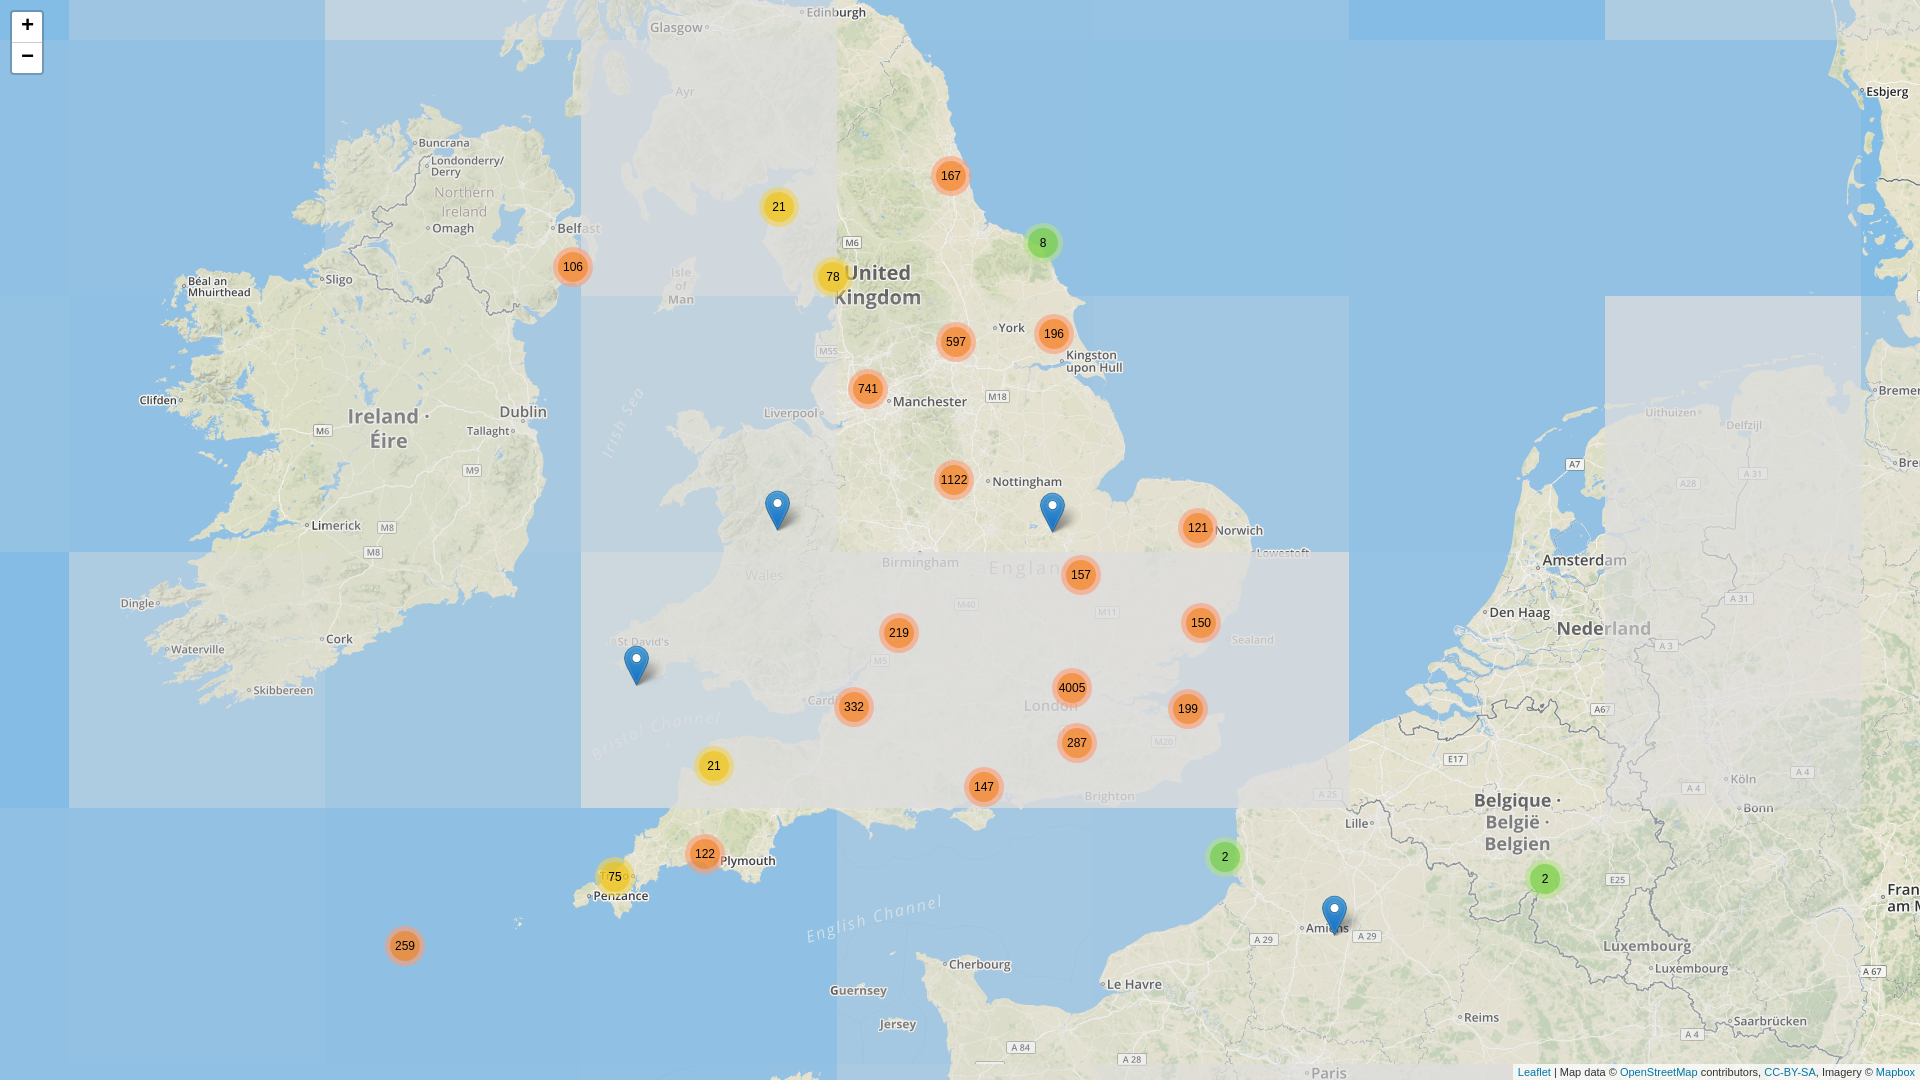 +
−
Edinburgh
Glasgow
Ayr
Esbjerg
Buncrana
Londonderry/
Derry
Northern
Ireland
Omagh
Belfast
167
21
8
M6
106
78
United
Kingdom
Isle
of
Man
Sligo
Béal an
Mhuirthead
York
196
597
M55
Kingston
upon Hull
741
Manchester
M18
Liverpool
Irish Sea
Clifden
Dublin
Tallaght
Ireland ·
Éire
M6
M9
Uithuizen
Delfzijl
A 31
A28
A7
1122
Nottingham
121
Norwich
Lowestoft
Limerick
M8
M8
Birmingham
Wales
157
M40
M11
Amsterdam
Den Haag
Nederland
A 31
A 3
Dingle
Cork
Waterville
Skibbereen
St David's
219
150
Sealand
M5
4005
London
332
199
287
M20
A67
Bristol Channel
E17
21
147
Brighton
A 25
Köln
A 4
A 4
Bonn
Belgique ·
België ·
Belgien
Lille
122
Plymouth
75
Penzance
2
2
E25
English Channel
259
Amiens
A 29
A 29
Luxembourg
Luxembourg
A 67
Cherbourg
Guernsey
Le Havre
Jersey
Reims
Saarbrücken
A 4
A 84
A 28
Paris
Leaflet | Map data © OpenStreetMap contributors, CC-BY-SA, Imagery © Mapbox